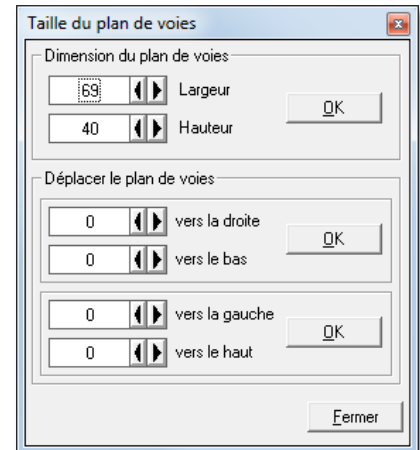 Taille du plan de voies
Dimension du plan de voies
69 Largeur
OK
40 Hauteur
Déplacer le plan de voies
0 vers la droite
OK
0 vers le bas
0 vers la gauche
OK
0 vers le haut
Fermer